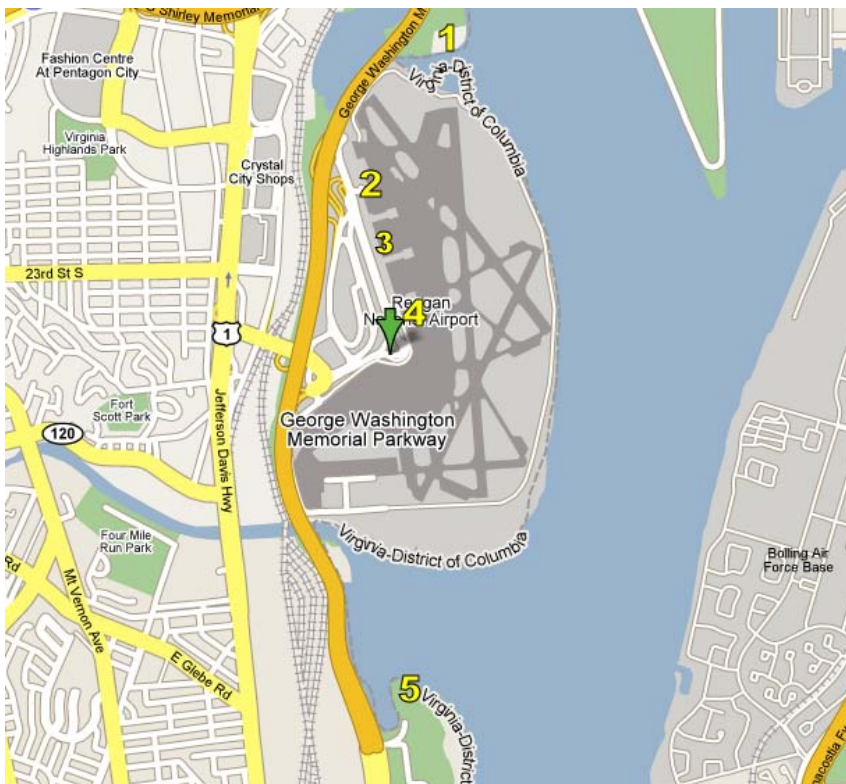 Shirley Memorial
George Washington M
1
Fashion Centre
At Pentagon City
Virginia-District of Columbia
Virginia
Highlands Park
Crystal
City Shops
2
3
23rd St S
4
Reagan
National Airport
1
Jefferson Davis Hwy
Fort
Scott Park
120
George Washington
Memorial Parkway
Four Mile
Run Park
Virginia-District of Columbia
Bolling Air
Force Base
Rd
Mt Vernon Ave
E Glebe Rd
5
Virginia-District
nacostia Fw